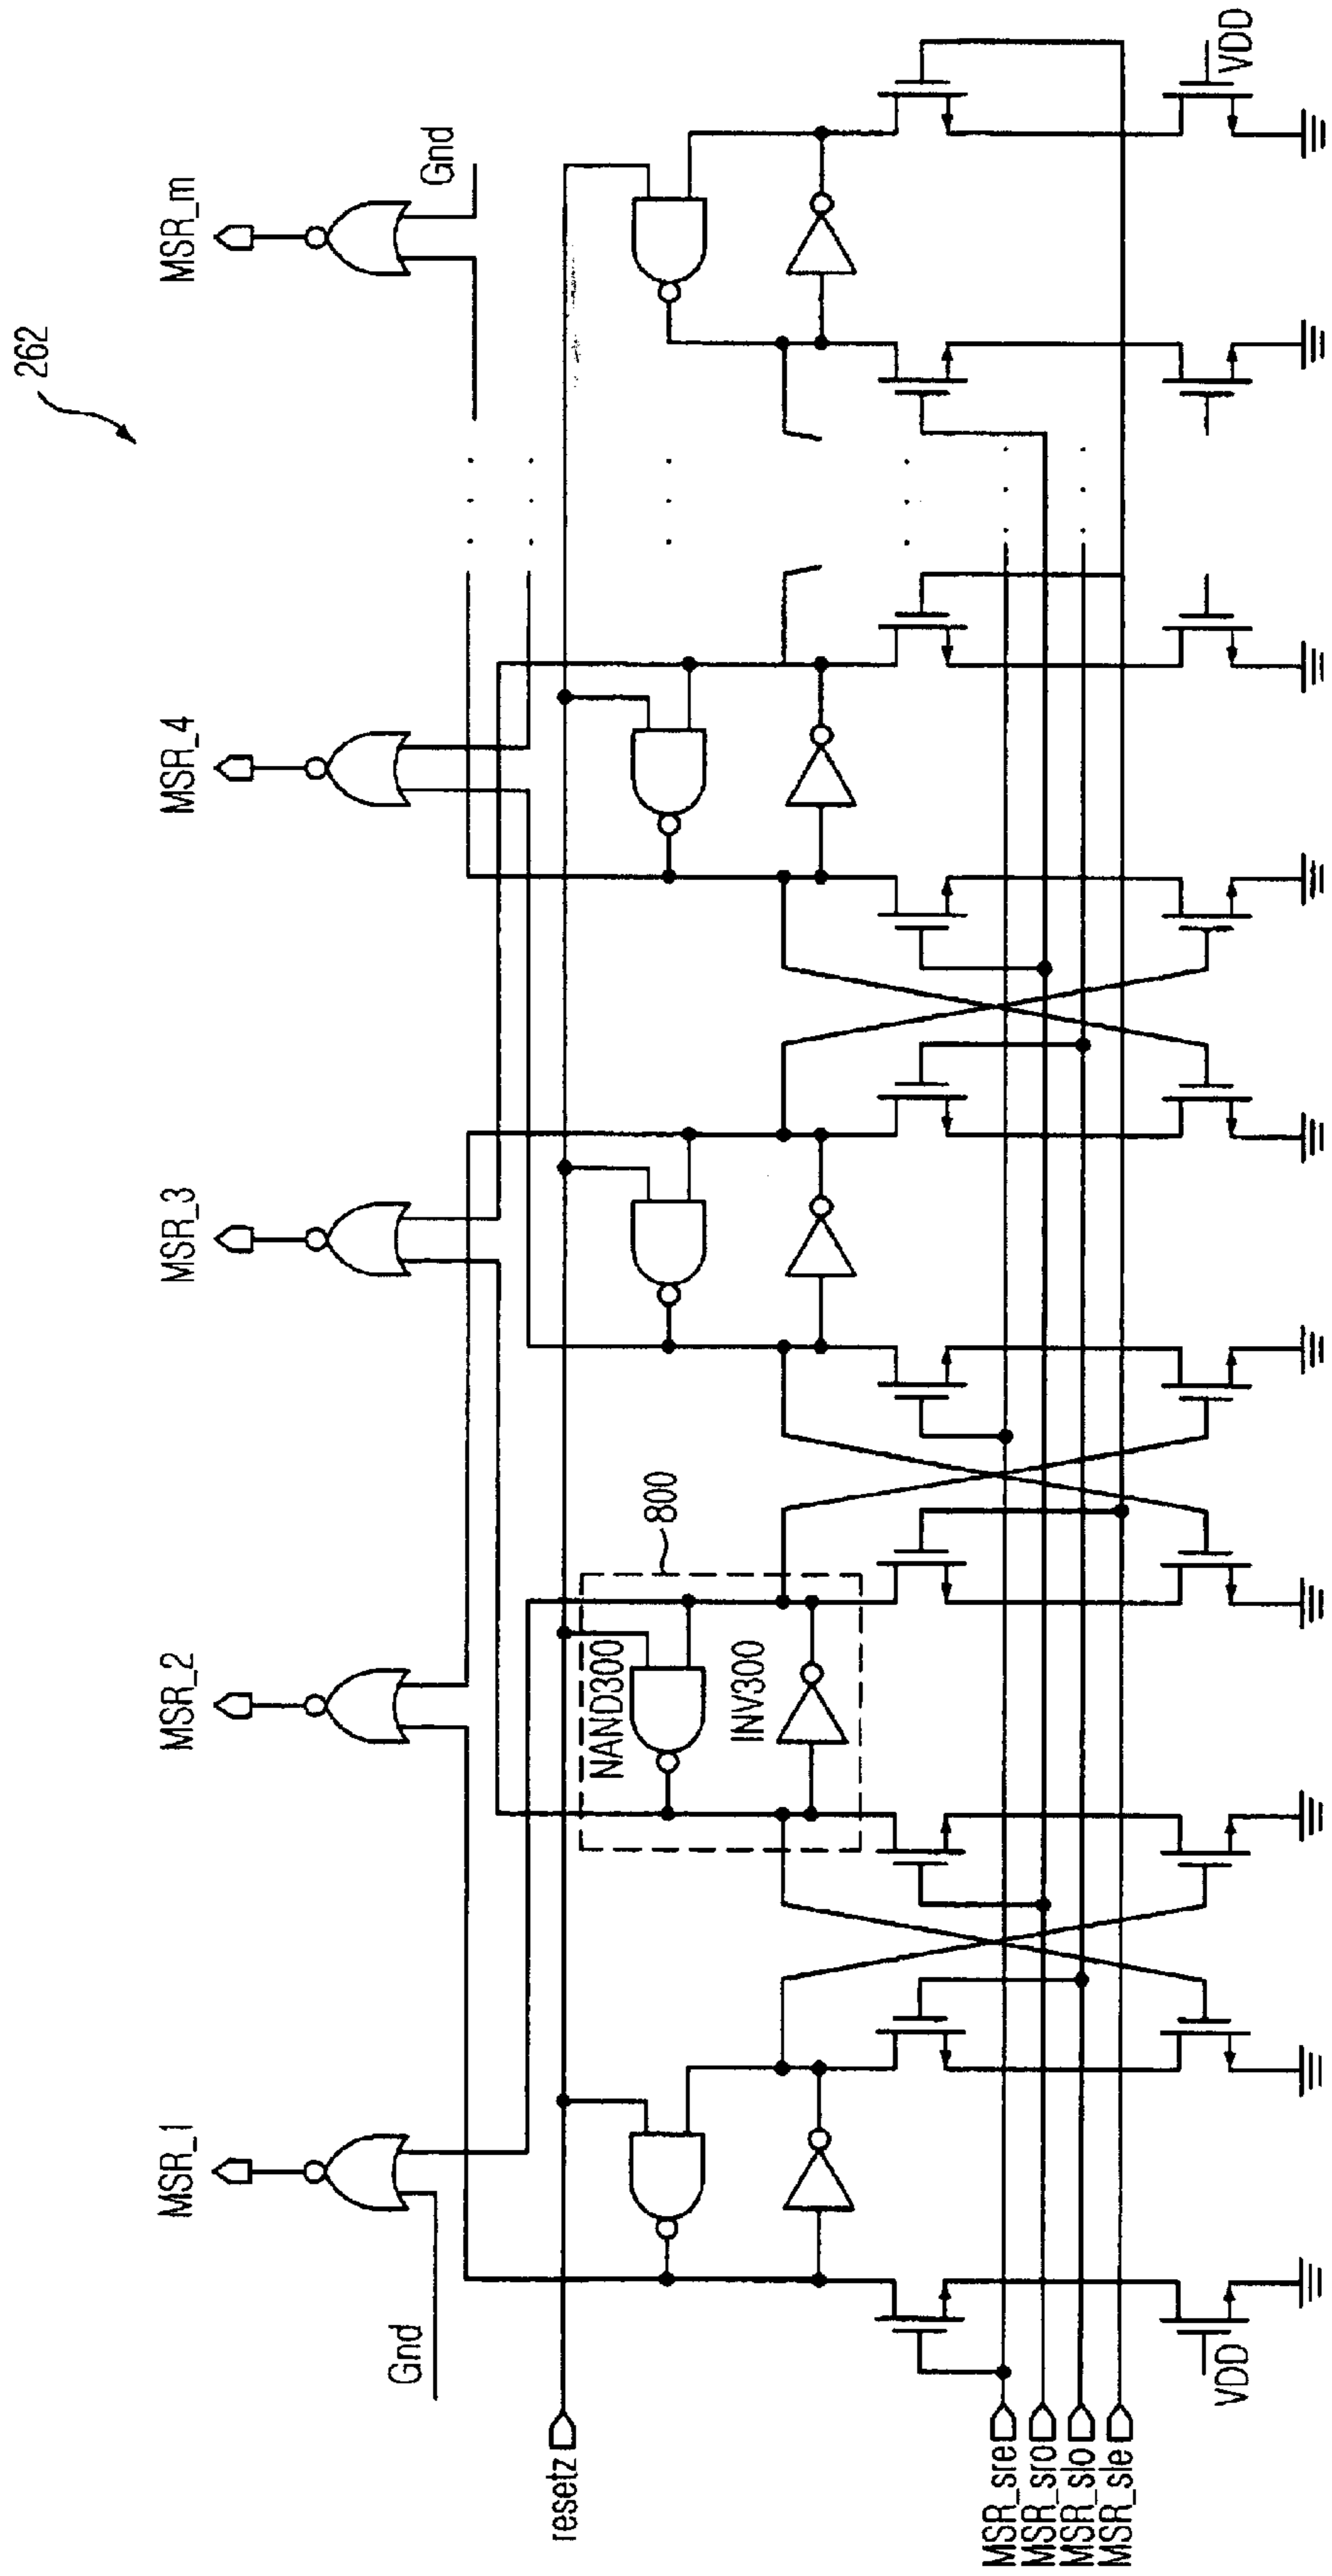 262
MSR_1
MSR_2
MSR_3
MSR_4
MSR_m
Gnd
Gnd
resetz
NAND300
INV300
800
MSR_sre
MSR_sro
MSR_slo
MSR_sle
VDD
VDD